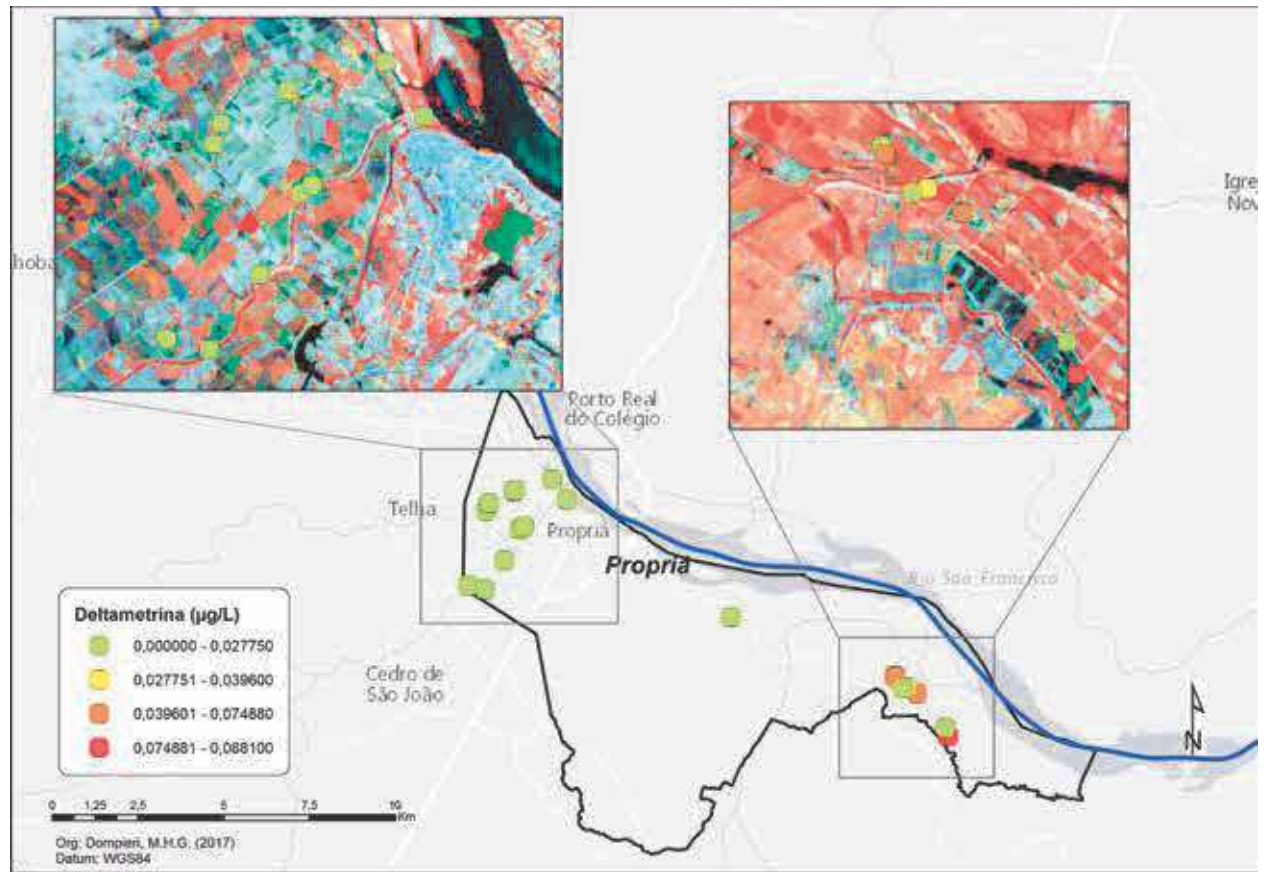 Igre
Nov
hoba
Porto Real
do Colégio
Telha
Propriá
Propriá
Rio São Francisco
Deltametrina (µg/L)
0,000000 - 0,027750
0,027751 - 0,039600
0,039601 - 0,074880
0,074881 - 0,088100
Cedro de
São João
N
0 1,25 2,5 5 7,5 10
Km
Org: Dompieri, M.H.G. (2017)
Datum: WGS84